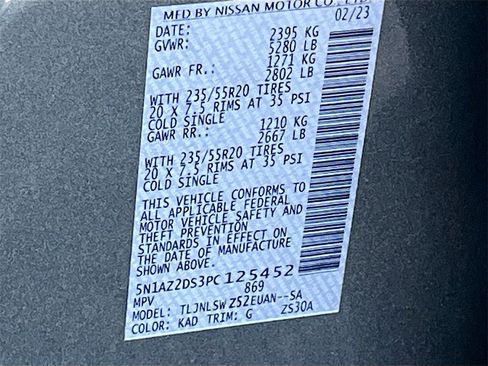 MFD BY NISSAN MOTOR CO., LTD.
DATE: 02/23
GVWR: 2395 KG
5280 LB
GAWR FR.: 1271 KG
2802 LB
WITH 235/55R20 TIRES
20 X 7.5 RIMS AT 35 PSI
COLD SINGLE
GAWR RR.: 1210 KG
2667 LB
WITH 235/55R20 TIRES
20 X 7.5 RIMS AT 35 PSI
COLD SINGLE
THIS VEHICLE CONFORMS TO
ALL APPLICABLE FEDERAL
MOTOR VEHICLE SAFETY AND
THEFT PREVENTION
STANDARDS IN EFFECT ON
THE DATE OF MANUFACTURE
SHOWN ABOVE.
5N1AZ2DS3PC125452
MPV 869
MODEL: TLJNLSWZ52EUAN--SA
COLOR: KAD TRIM: G ZS30A